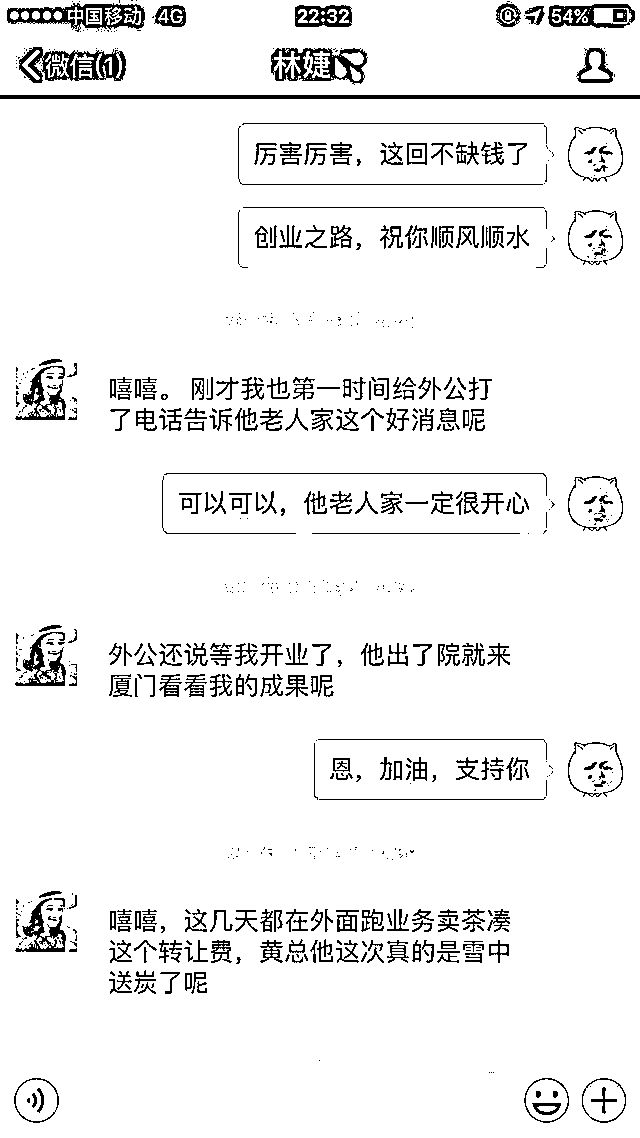 中国移动 4G 22:32 54%
微信(1) 林婕
厉害厉害，这回不缺钱了
创业之路，祝你顺风顺水
嘻嘻。刚才我也第一时间给外公打
了电话告诉他老人家这个好消息呢
可以可以，他老人家一定很开心
外公还说等我开业了，他出了院就来
厦门看看我的成果呢
恩，加油，支持你
嘻嘻，这几天都在外面跑业务卖茶凑
这个转让费，黄总他这次真的是雪中
送炭了呢